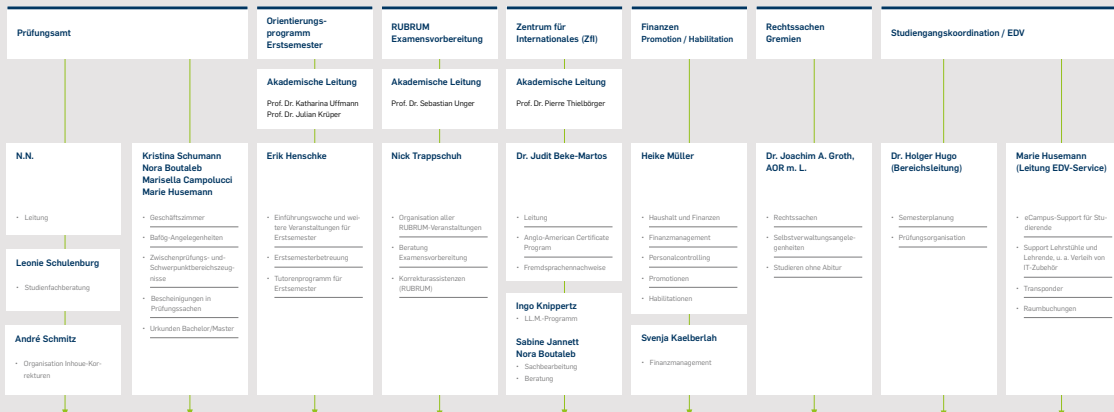 Prüfungsamt
N.N.
• Leitung
Leonie Schulenburg
• Studienfachberatung
André Schmitz
• Organisation Inhoue-Kor-
rekturen
Kristina Schumann
Nora Boutaleb
Marisella Campolucci
Marie Husemann
• Geschäftszimmer
• Bafög-Angelegenheiten
• Zwischenprüfungs- und-
Schwerpunktbereichszeug-
nisse
• Bescheinigungen in
Prüfungssachen
• Urkunden Bachelor/Master
Orientierungs-
programm
Erstsemester
Akademische Leitung
Prof. Dr. Katharina Uffmann
Prof. Dr. Julian Krüper
Erik Henschke
• Einführungswoche und wei-
tere Veranstaltungen für
Erstsemester
• Erstsemesterbetreuung
• Tutorenprogramm für
Erstsemester
RUBRUM
Examensvorbereitung
Akademische Leitung
Prof. Dr. Sebastian Unger
Nick Trappschuh
• Organisation aller
RUBRUM-Veranstaltungen
• Beratung
Examensvorbereitung
• Korrekturassistenzen
(RUBRUM)
Zentrum für
Internationales (ZfI)
Akademische Leitung
Prof. Dr. Pierre Thielbörger
Dr. Judit Beke-Martos
• Leitung
• Anglo-American Certificate
Program
• Fremdsprachennachweise
Ingo Knippertz
• LL.M.-Programm
Sabine Jannett
Nora Boutaleb
• Sachbearbeitung
• Beratung
Finanzen
Promotion / Habilitation
Heike Müller
• Haushalt und Finanzen
• Finanzmanagement
• Personalcontrolling
• Promotionen
• Habilitationen
Svenja Kaelberlah
• Finanzmanagement
Rechtssachen
Gremien
Dr. Joachim A. Groth,
AOR m. L.
• Rechtssachen
• Selbstverwaltungsangele-
genheiten
• Studieren ohne Abitur
Studiengangskoordination / EDV
Dr. Holger Hugo
(Bereichsleitung)
• Semesterplanung
• Prüfungsorganisation
Marie Husemann
(Leitung EDV-Service)
• eCampus-Support für Stu-
dierende
• Support Lehrstühle und
Lehrende, u. a. Verleih von
IT-Zubehör
• Transponder
• Raumbuchungen